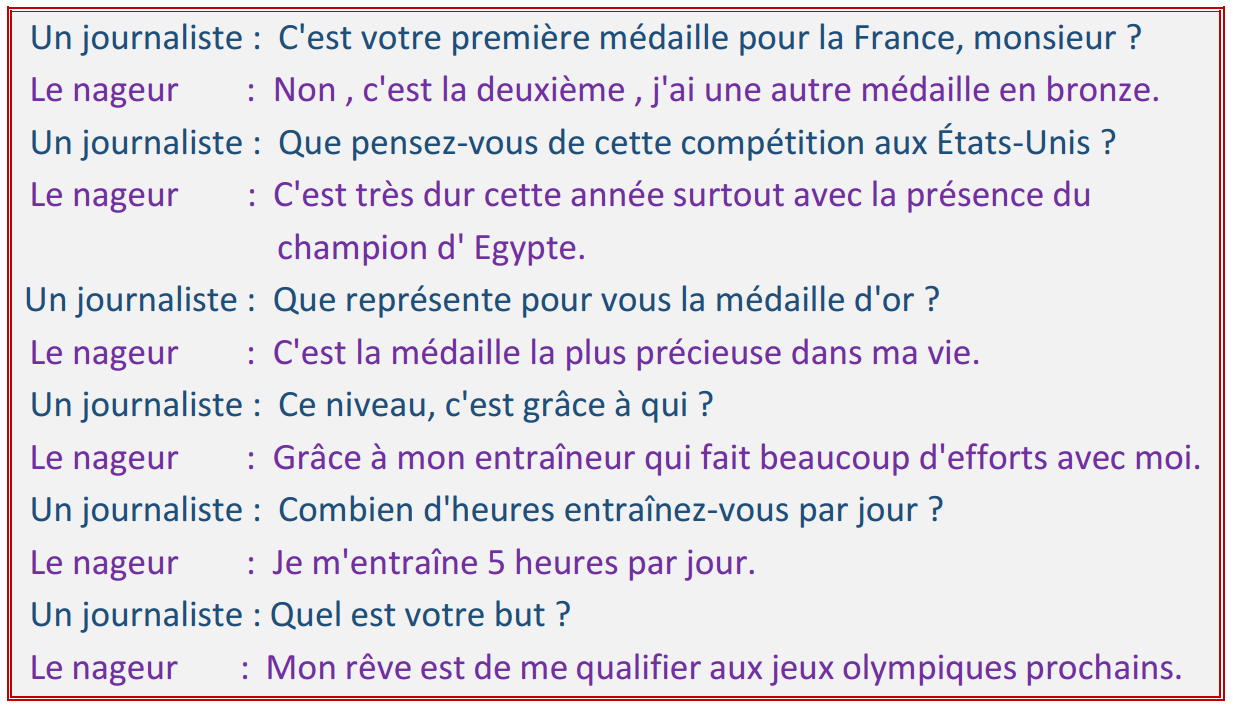 Un journaliste : C'est votre première médaille pour la France, monsieur ?
Le nageur : Non , c'est la deuxième , j'ai une autre médaille en bronze.
Un journaliste : Que pensez-vous de cette compétition aux États-Unis ?
Le nageur : C'est très dur cette année surtout avec la présence du
champion d' Egypte.
Un journaliste : Que représente pour vous la médaille d'or ?
Le nageur : C'est la médaille la plus précieuse dans ma vie.
Un journaliste : Ce niveau, c'est grâce à qui ?
Le nageur : Grâce à mon entraîneur qui fait beaucoup d'efforts avec moi.
Un journaliste : Combien d'heures entraînez-vous par jour ?
Le nageur : Je m'entraîne 5 heures par jour.
Un journaliste : Quel est votre but ?
Le nageur : Mon rêve est de me qualifier aux jeux olympiques prochains.